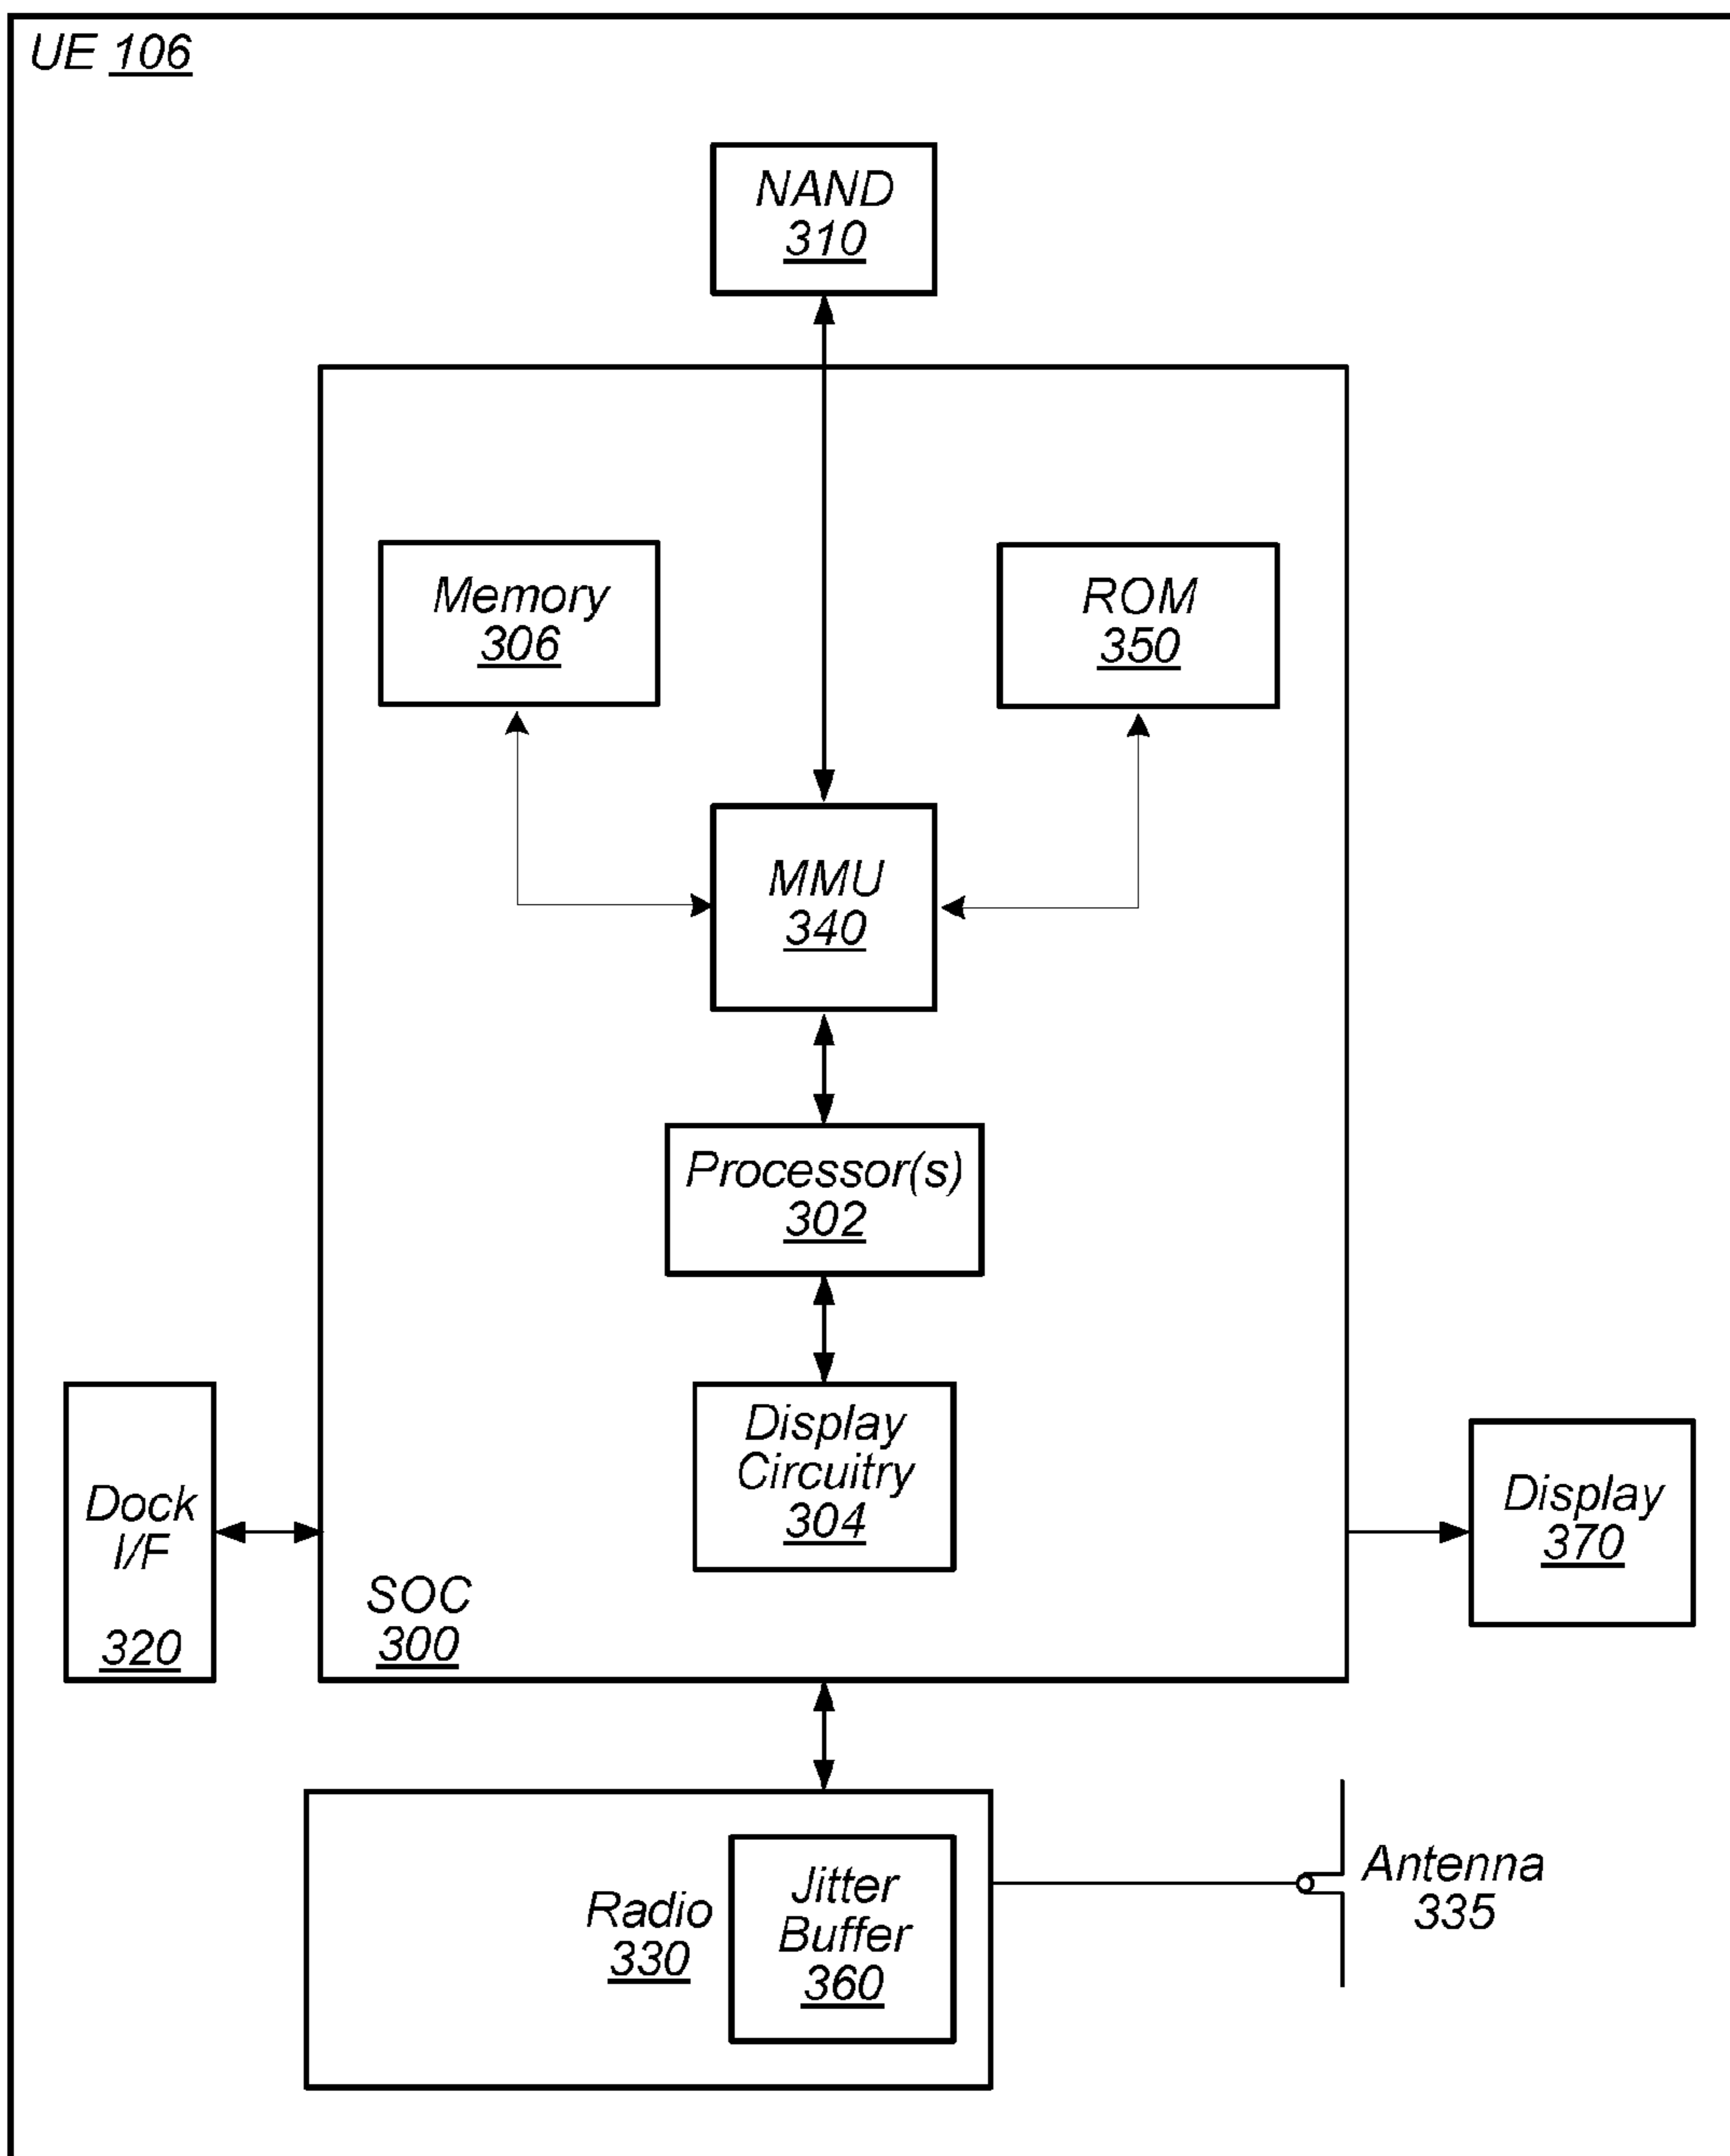 UE 106
NAND
310
Memory
306
ROM
350
MMU
340
Processor(s)
302
Display
Circuitry
304
Dock
I/F
320
SOC
300
Display
370
Radio
330
Jitter
Buffer
360
Antenna
335